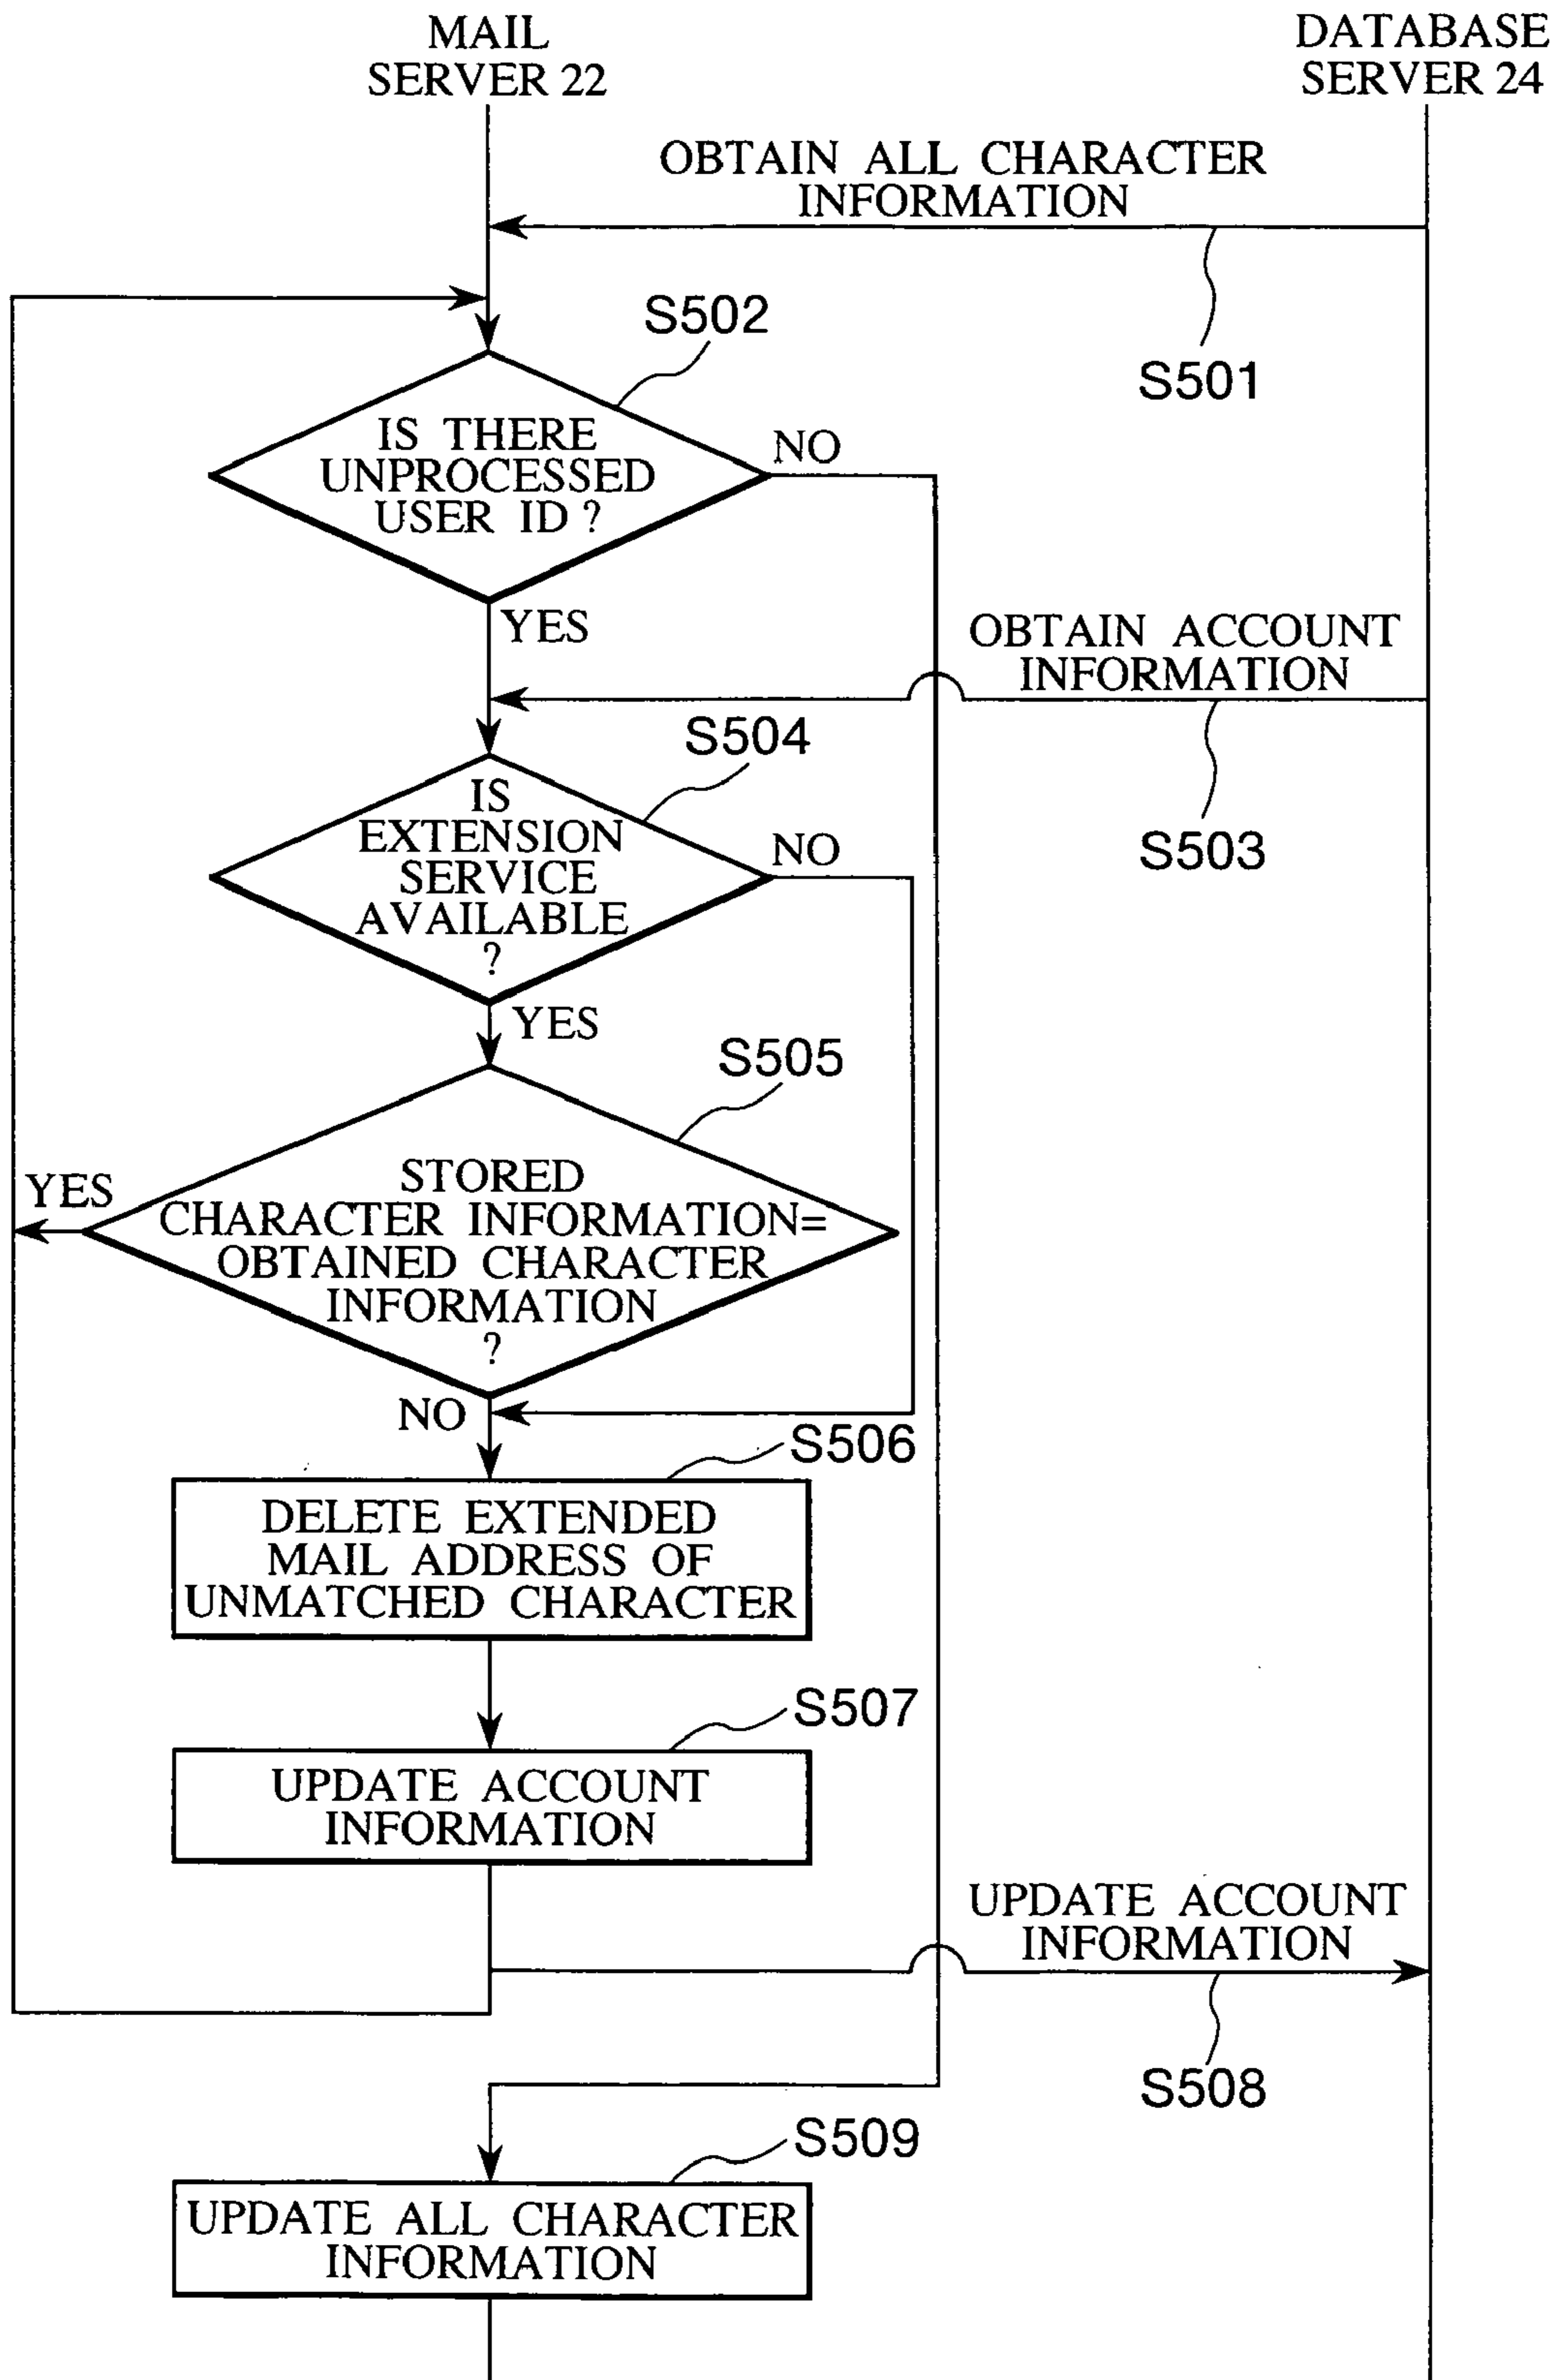 MAIL
SERVER 22
DATABASE
SERVER 24
OBTAIN ALL CHARACTER
INFORMATION
S501
S502
IS THERE
UNPROCESSED
USER ID ?
NO
YES
OBTAIN ACCOUNT
INFORMATION
S503
S504
IS
EXTENSION
SERVICE
AVAILABLE
?
NO
YES
S505
STORED
CHARACTER INFORMATION=
OBTAINED CHARACTER
INFORMATION
?
YES
NO
S506
DELETE EXTENDED
MAIL ADDRESS OF
UNMATCHED CHARACTER
S507
UPDATE ACCOUNT
INFORMATION
UPDATE ACCOUNT
INFORMATION
S508
S509
UPDATE ALL CHARACTER
INFORMATION